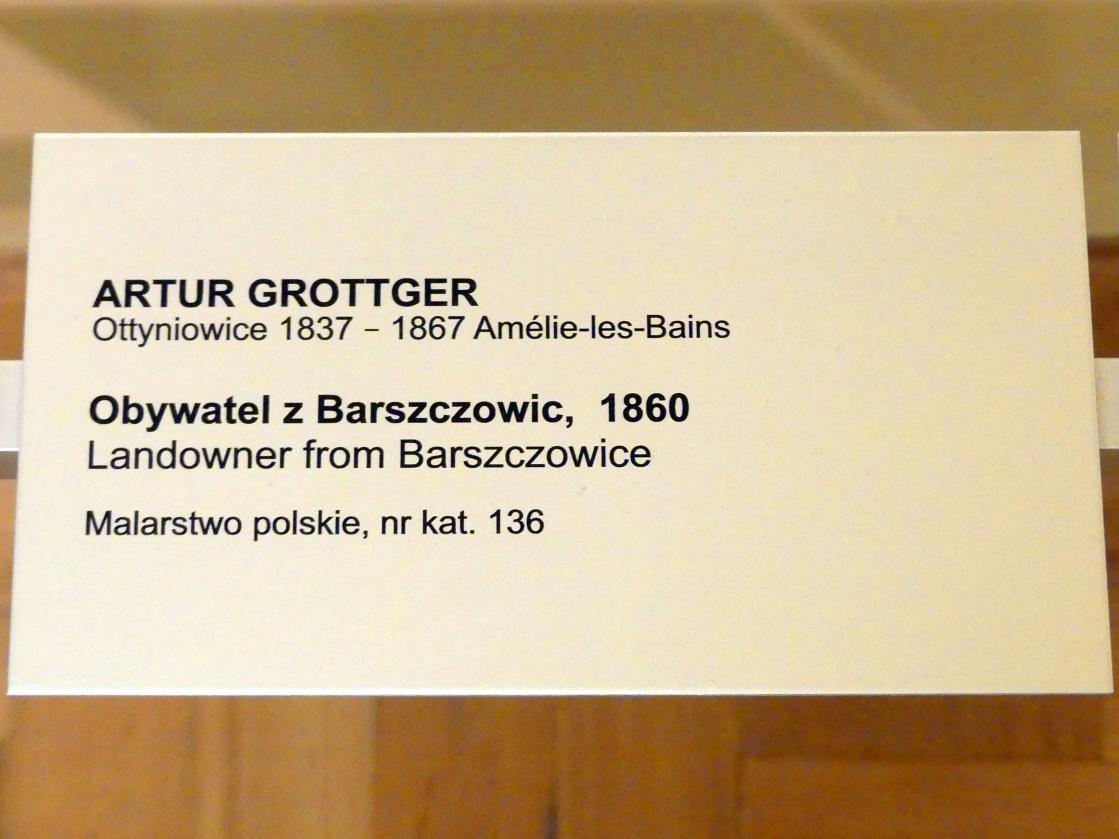 ARTUR GROTTGER
Ottyniowice 1837 – 1867 Amélie-les-Bains
Obywatel z Barszczowic, 1860
Landowner from Barszczowice
Malarstwo polskie, nr kat. 136